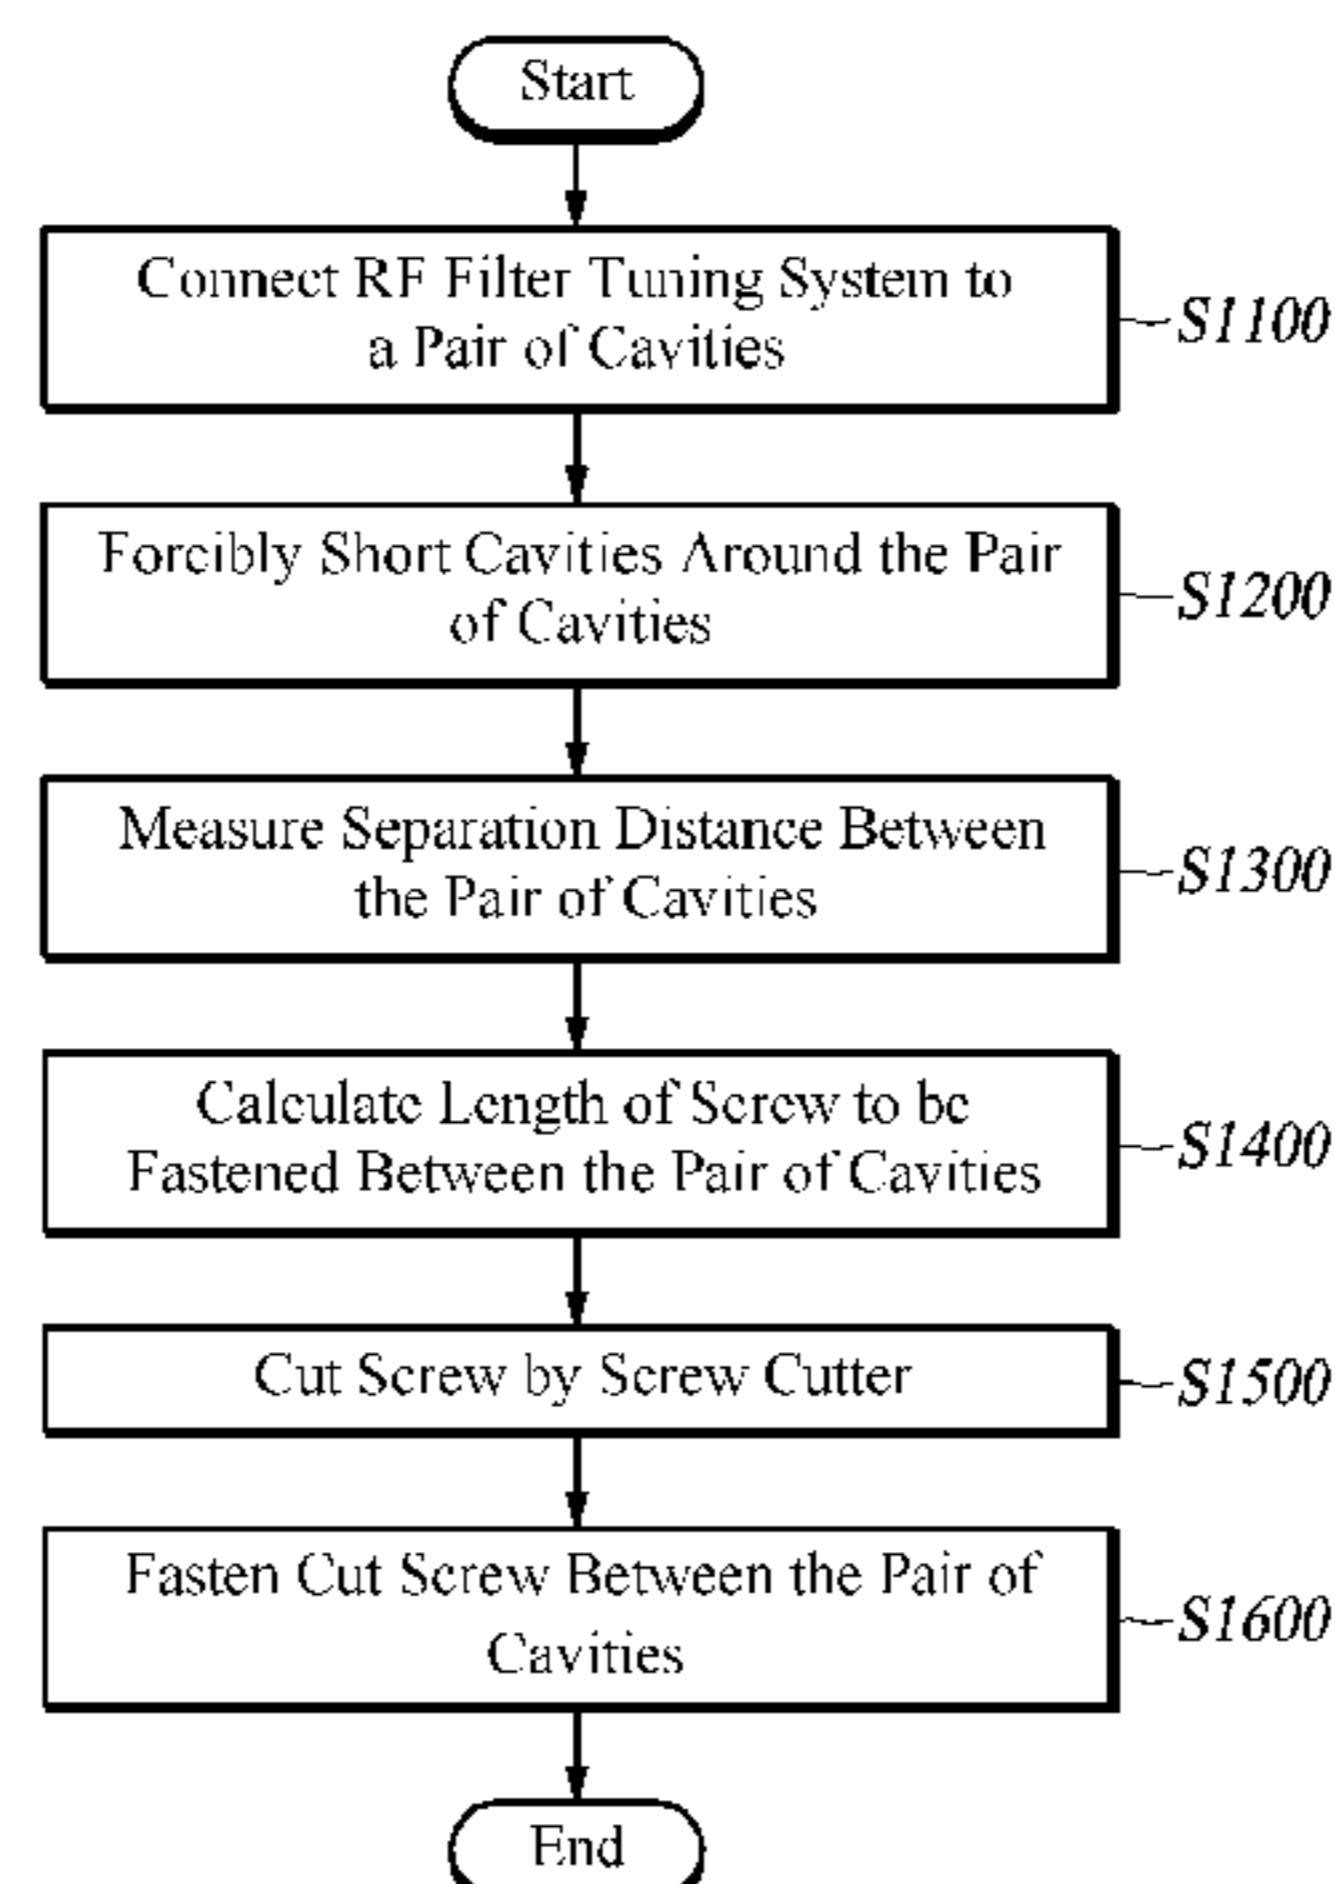 Start
Connect RF Filter Tuning System to
a Pair of Cavities
S1100
Forcibly Short Cavities Around the Pair
of Cavities
S1200
Measure Separation Distance Between
the Pair of Cavities
S1300
Calculate Length of Screw to be
Fastened Between the Pair of Cavities
S1400
Cut Screw by Screw Cutter
S1500
Fasten Cut Screw Between the Pair of
Cavities
S1600
End